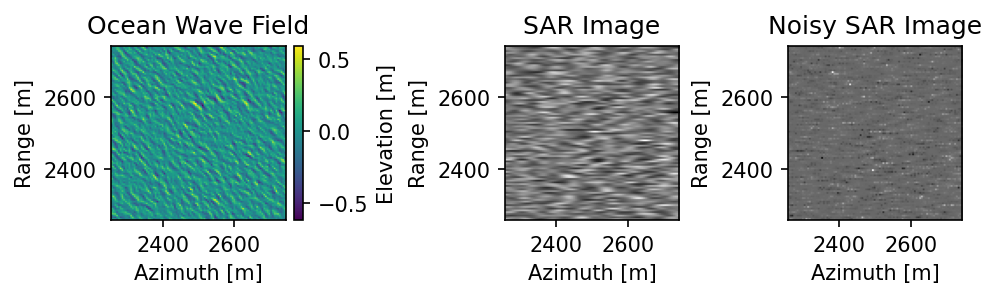 Ocean Wave Field
SAR Image
Noisy SAR Image
Range [m]
2600
2400
2400 2600
Azimuth [m]
0.5
0.0
−0.5
Elevation [m]
Range [m]
2600
2400
2400 2600
Azimuth [m]
Range [m]
2600
2400
2400 2600
Azimuth [m]